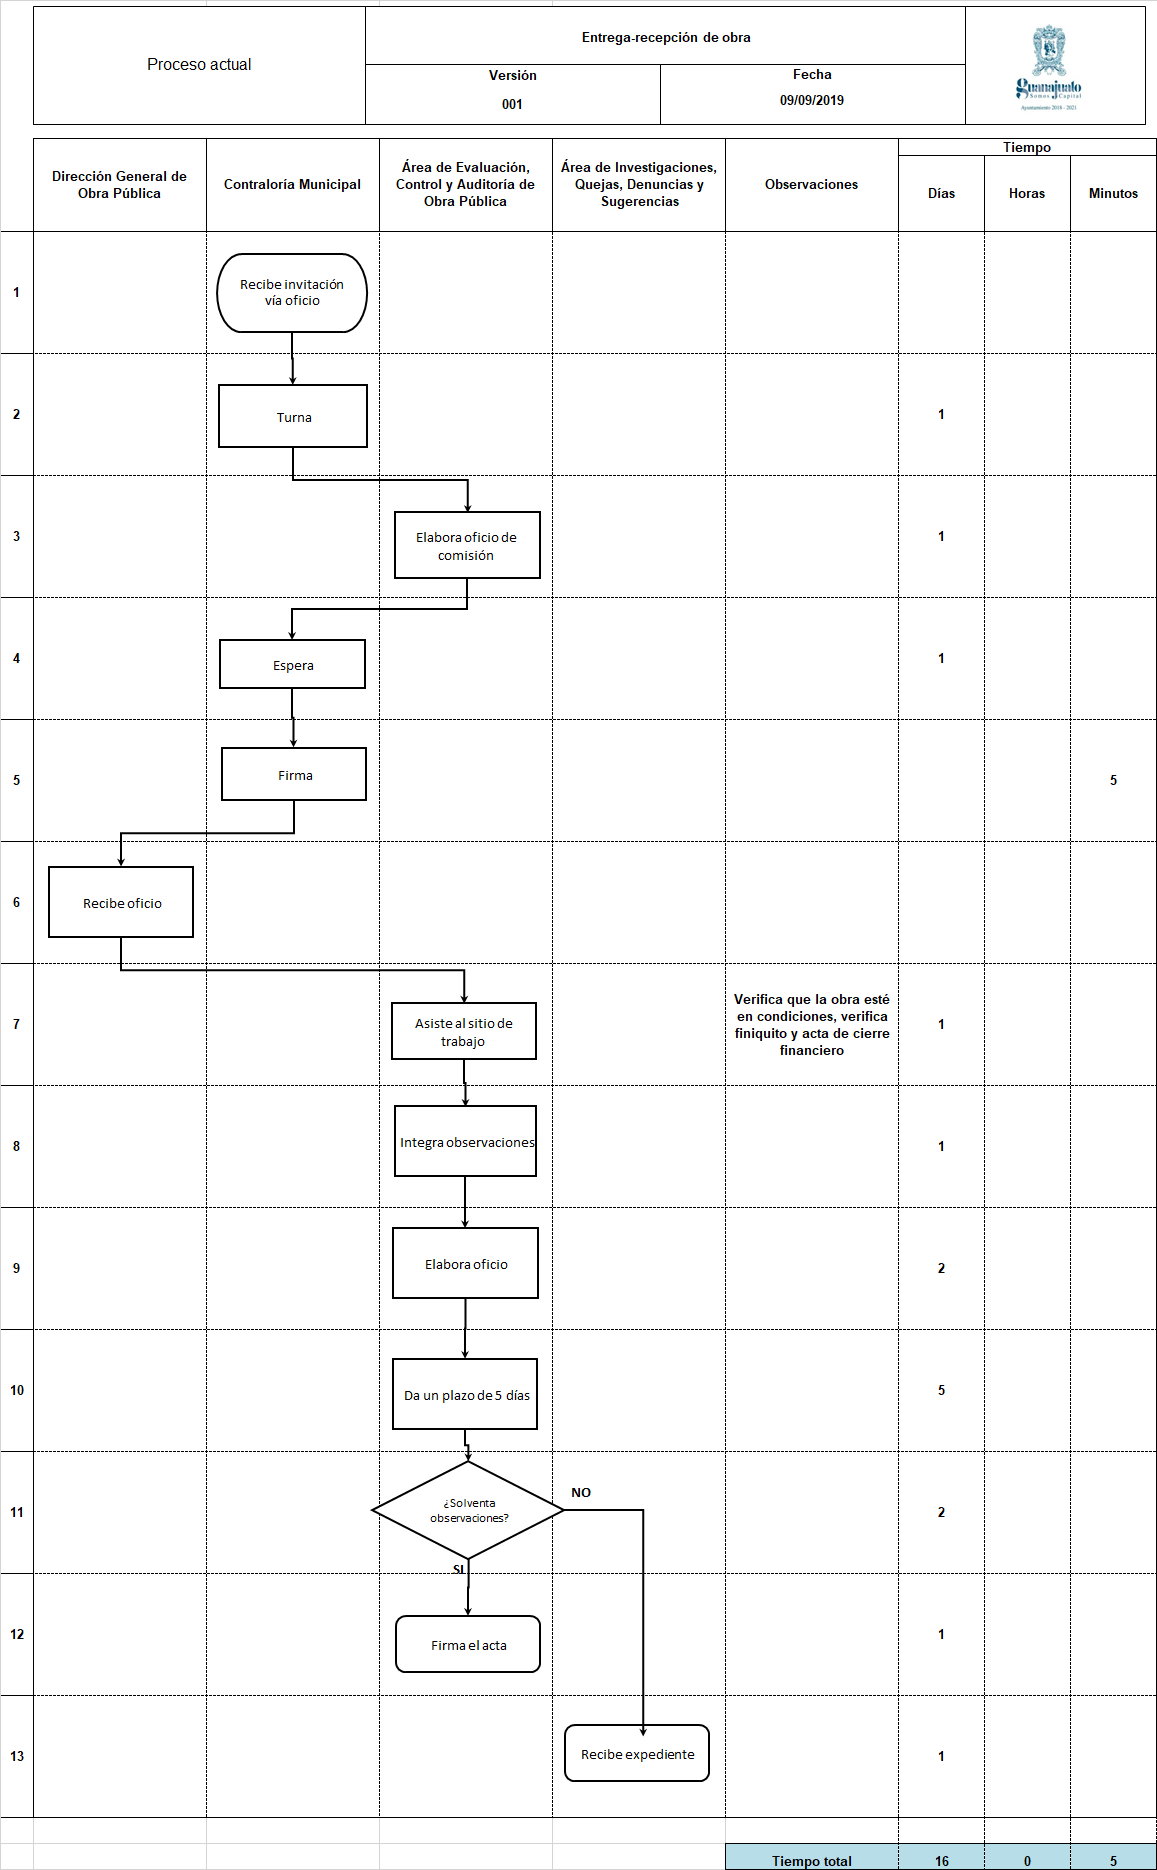 Proceso actual
Entrega-recepción de obra
Versión
001
Fecha
09/09/2019
guanajuato
Somos Capital
Ayuntamiento 2018 - 2021
Dirección General de
Obra Pública
Contraloría Municipal
Área de Evaluación,
Control y Auditoría de
Obra Pública
Área de Investigaciones,
Quejas, Denuncias y
Sugerencias
Observaciones
Tiempo
Días
Horas
Minutos
1
Recibe invitación
vía oficio
2
Turna
1
3
Elabora oficio de
comisión
1
4
Espera
1
5
Firma
5
6
Recibe oficio
7
Asiste al sitio de
trabajo
Verifica que la obra esté
en condiciones, verifica
finiquito y acta de cierre
financiero
1
8
Integra observaciones
1
9
Elabora oficio
2
10
Da un plazo de 5 días
5
11
¿Solventa
observaciones?
NO
2
SI
12
Firma el acta
1
13
Recibe expediente
1
Tiempo total
16
0
5